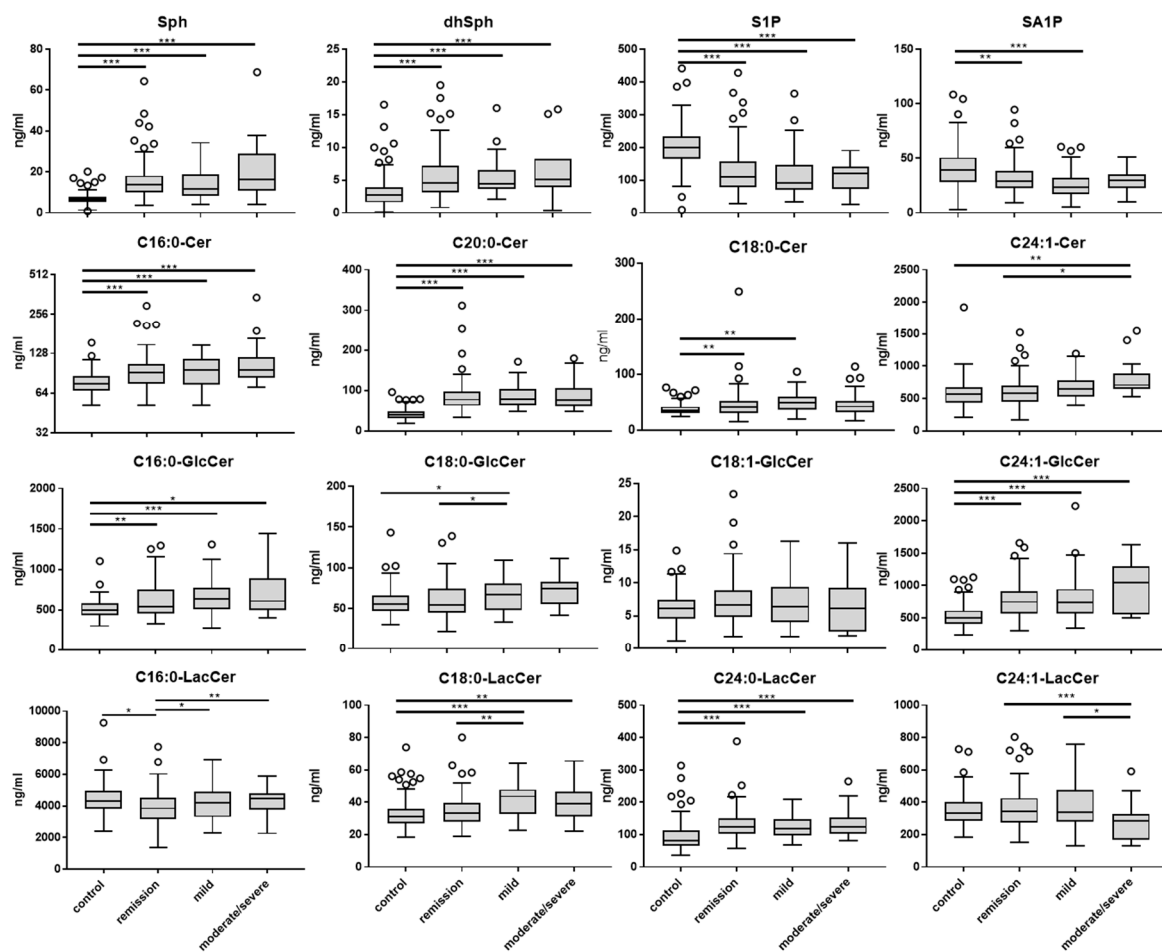 Sph dhSph S1P SA1P
80 25 500 150
*** *** *** ***
*** *** *** **
*** *** ***
60 20 400 100
40 15 300 50
20 10 200 0
0 5 100
0 0
ng/ml ng/ml ng/ml ng/ml
C16:0-Cer C20:0-Cer C18:0-Cer C24:1-Cer
512 400 300 2500
*** *** ** **
*** *** ** *
*** ***
256 300 200 2000
128 200 100 1500
64 100 0 1000
32 0 500
0
ng/ml ng/ml ng/ml ng/ml
C16:0-GlcCer C18:0-GlcCer C18:1-GlcCer C24:1-GlcCer
2000 200 25 2500
* * ***
*** * ***
** ***
1500 150 20 2000
1000 100 15 1500
500 50 10 1000
0 0 5 500
0 0
ng/ml ng/ml ng/ml ng/ml
C16:0-LacCer C18:0-LacCer C24:0-LacCer C24:1-LacCer
10000 100 500 1000
** ** *** ***
* * *** *** *
** ***
8000 80 400 800
6000 60 300 600
4000 40 200 400
2000 20 100 200
0 0 0 0
ng/ml ng/ml ng/ml ng/ml
control remission mild moderate/severe control remission mild moderate/severe control remission mild moderate/severe control remission mild moderate/severe